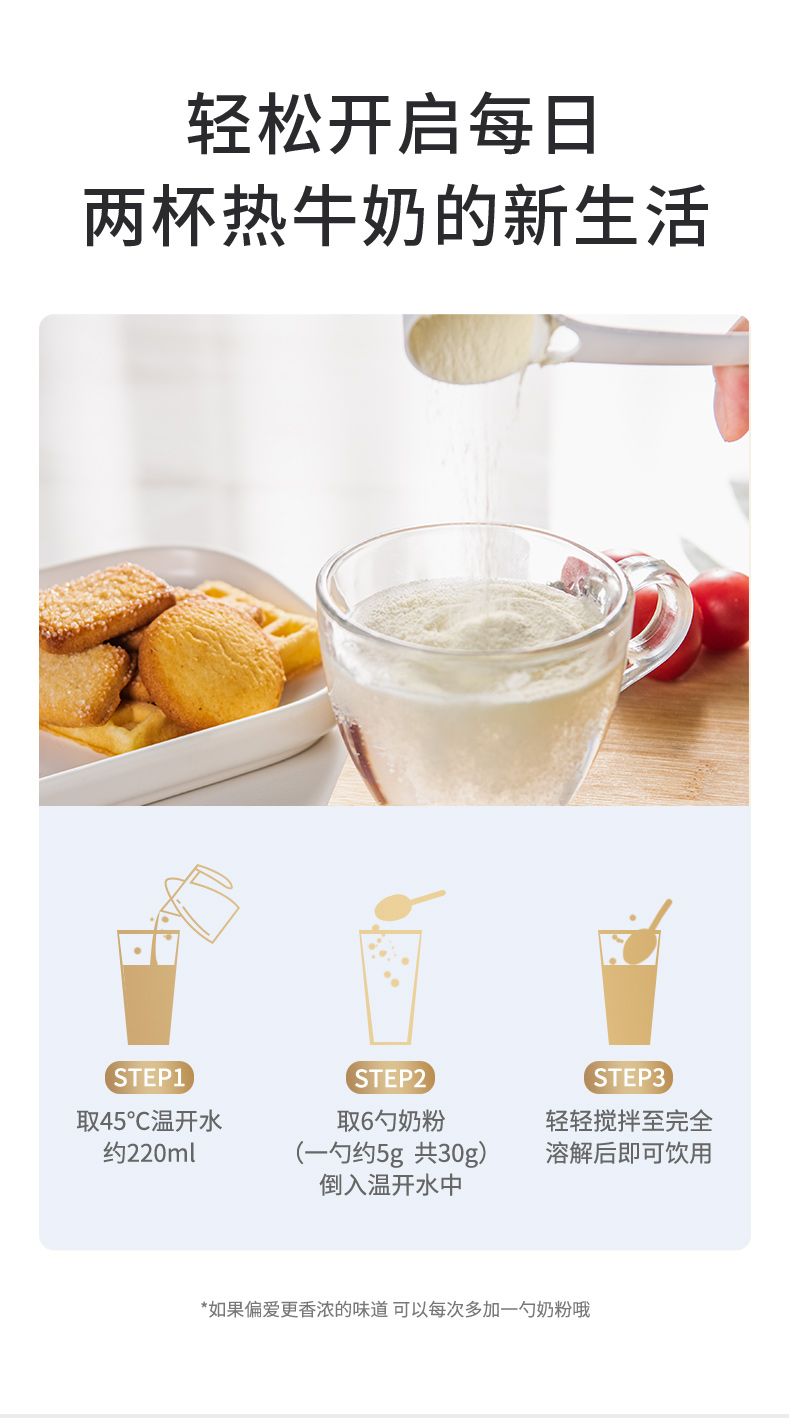 轻松开启每日
两杯热牛奶的新生活
STEP1
取45℃温开水
约220ml
STEP2
取6勺奶粉
（一勺约5g 共30g）
倒入温开水中
STEP3
轻轻搅拌至完全
溶解后即可饮用
*如果偏爱更香浓的味道 可以每次多加一勺奶粉哦